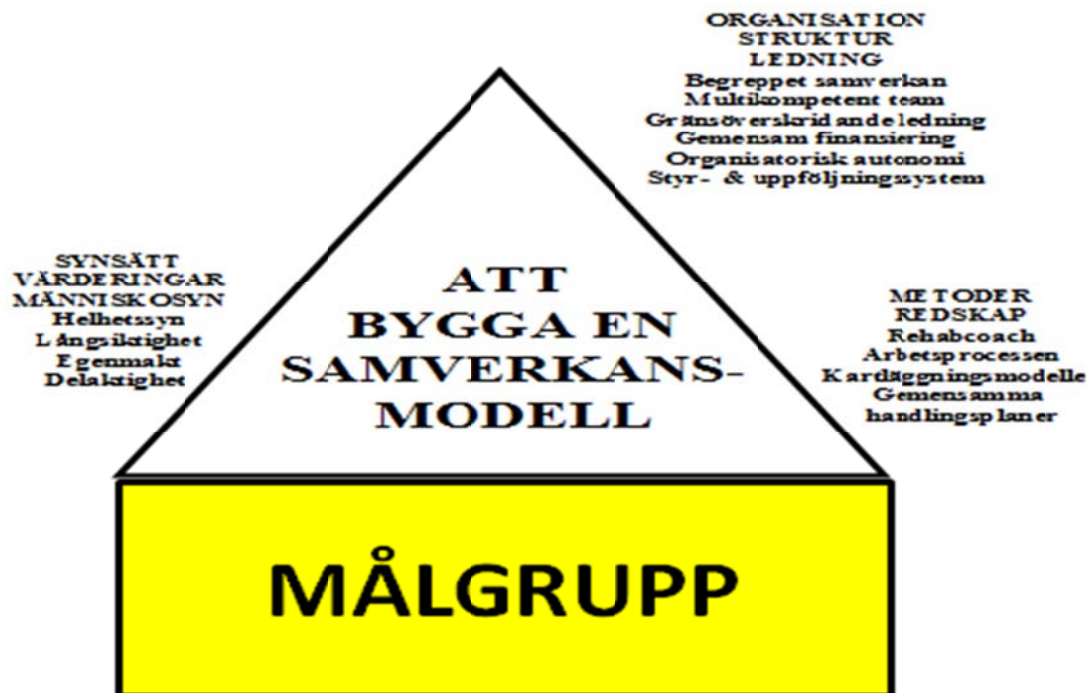 ORGANISATION
STRUKTUR
LEDNING
Begreppet samverkan
Multikompetent team
Gränsöverskridande ledning
Gemensam finansiering
Organisatorisk autonomi
Styr- & uppföljningssystem
SYNSÄTT
VÄRDERINGAR
MÄNNISKOSYN
Helhetssyn
Långsiktighet
Egenmakt
Delaktighet
ATT
BYGGA EN
SAMVERKANS-
MODELL
METODER
REDSKAP
Rehabcoach
Arbetsprocessen
Kartläggningsmodelle
Gemensamma
handlingsplaner
MÅLGRUPP